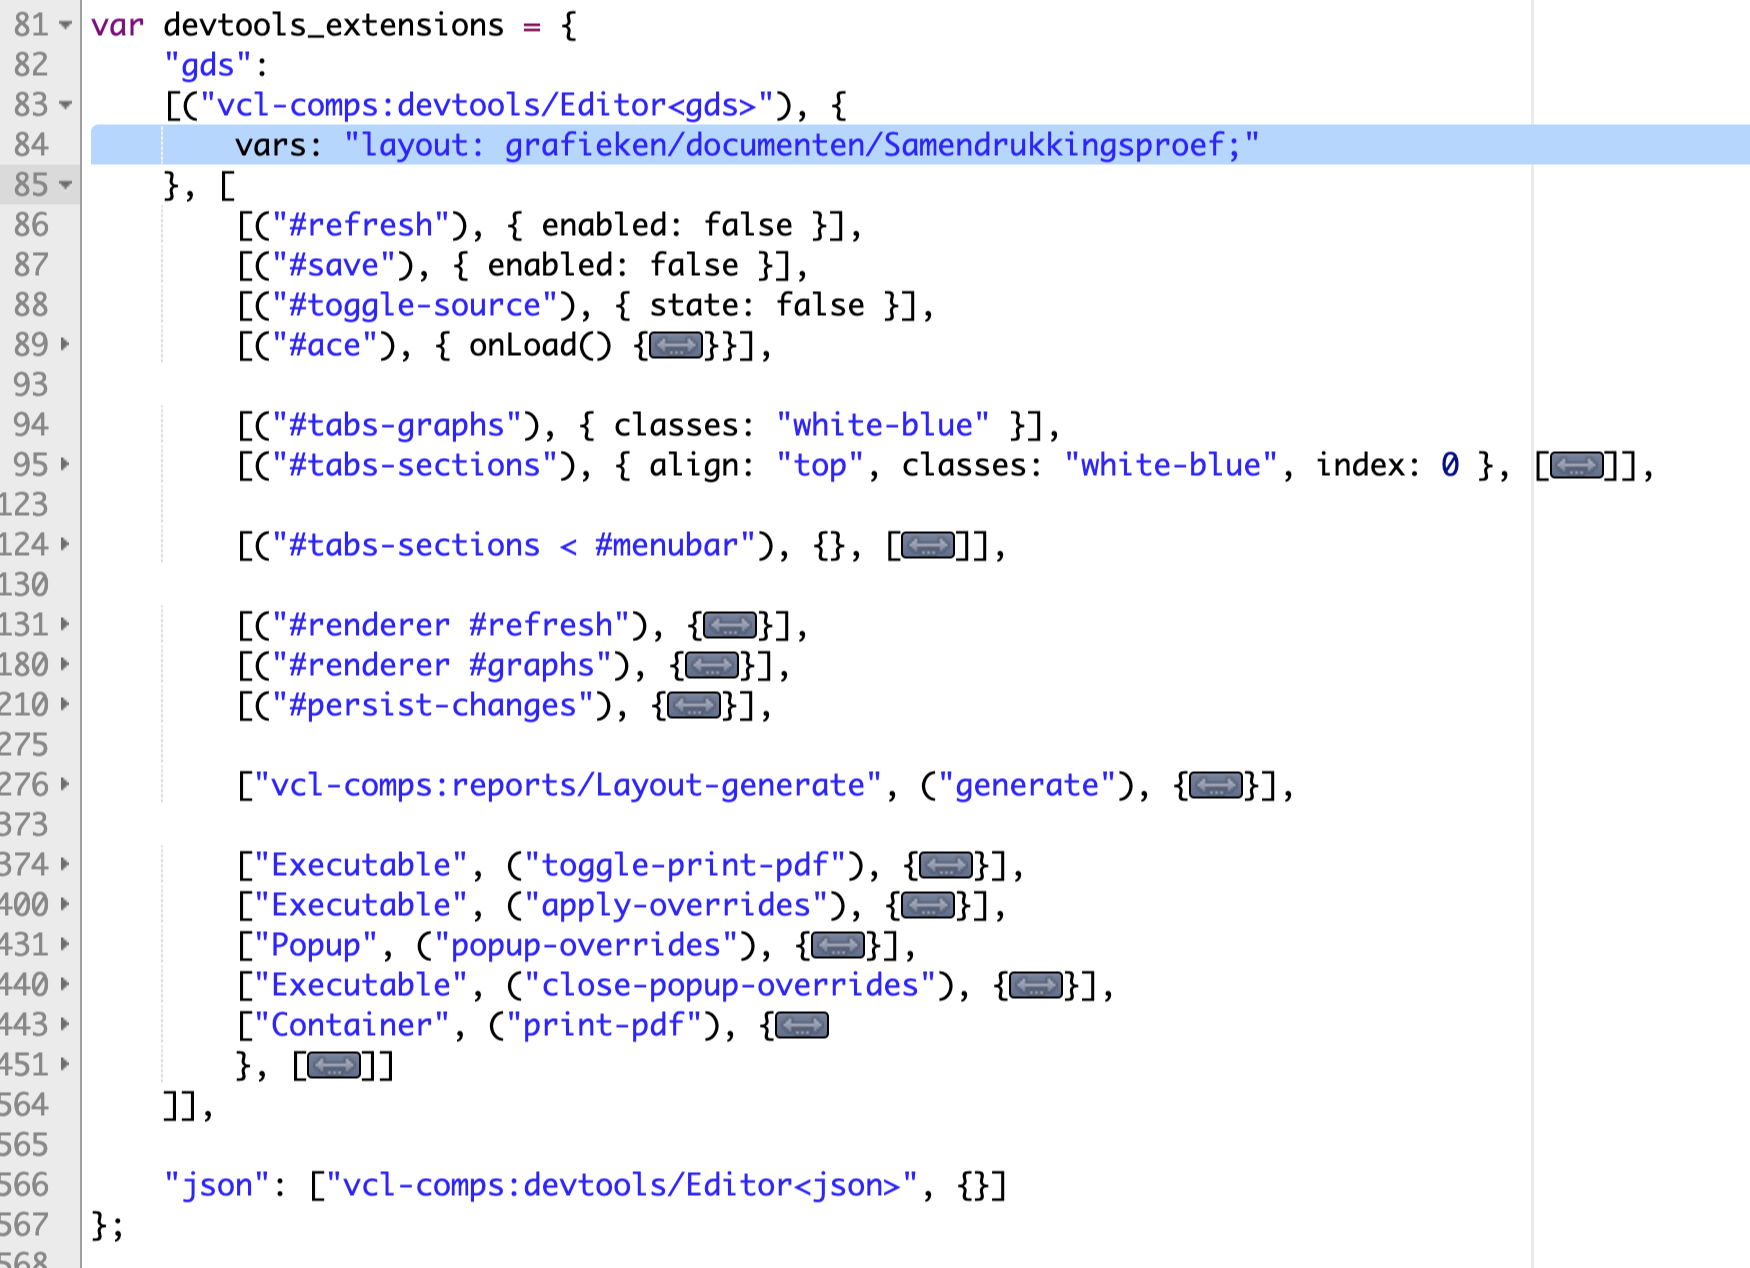 81 var devtools_extensions = {
82 "gds":
83 [("vcl-comps:devtools/Editor<gds>"), {
84 vars: "layout: grafieken/documenten/Samendrukkingsproef;"
85 }, [
86 [("#refresh"), { enabled: false }],
87 [("#save"), { enabled: false }],
88 [("#toggle-source"), { state: false }],
89 [("#ace"), { onLoad() {...}}],
93
94 [("#tabs-graphs"), { classes: "white-blue" }],
95 [("#tabs-sections"), { align: "top", classes: "white-blue", index: 0 }, [...]],
123
124 [("#tabs-sections < #menubar"), {}, [...]],
130
131 [("#renderer #refresh"), {...}],
180 [("#renderer #graphs"), {...}],
210 [("#persist-changes"), {...}],
275
276 ["vcl-comps:reports/Layout-generate", ("generate"), {...}],
373
374 ["Executable", ("toggle-print-pdf"), {...}],
400 ["Executable", ("apply-overrides"), {...}],
431 ["Popup", ("popup-overrides"), {...}],
440 ["Executable", ("close-popup-overrides"), {...}],
443 ["Container", ("print-pdf"), {...
451 }, [...]]
564 ]],
565
566 "json": ["vcl-comps:devtools/Editor<json>", {}]
567 };
568